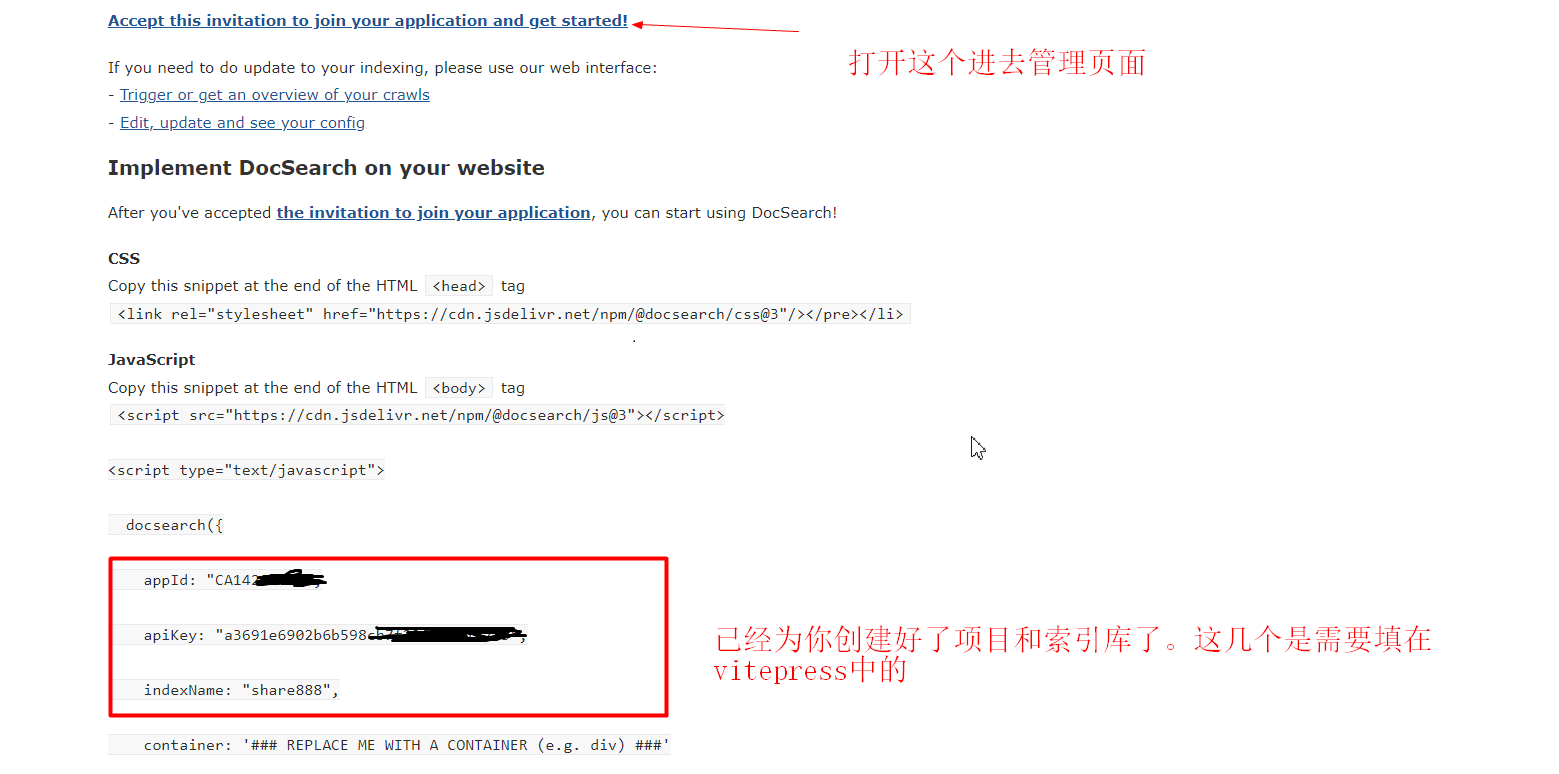 Accept this invitation to join your application and get started!
打开这个进去管理页面
If you need to do update to your indexing, please use our web interface:
- Trigger or get an overview of your crawls
- Edit, update and see your config
Implement DocSearch on your website
After you've accepted the invitation to join your application, you can start using DocSearch!
CSS
Copy this snippet at the end of the HTML <head> tag
<link rel="stylesheet" href="https://cdn.jsdelivr.net/npm/@docsearch/css@3"/></pre></li>
.
JavaScript
Copy this snippet at the end of the HTML <body> tag
<script src="https://cdn.jsdelivr.net/npm/@docsearch/js@3"></script>
<script type="text/javascript">
docsearch({
appId: "CA142
apiKey: "a3691e6902b6b598
已经为你创建好了项目和索引库了。这几个是需要填在
vitepress中的
indexName: "share888",
container: '### REPLACE ME WITH A CONTAINER (e.g. div) ###'